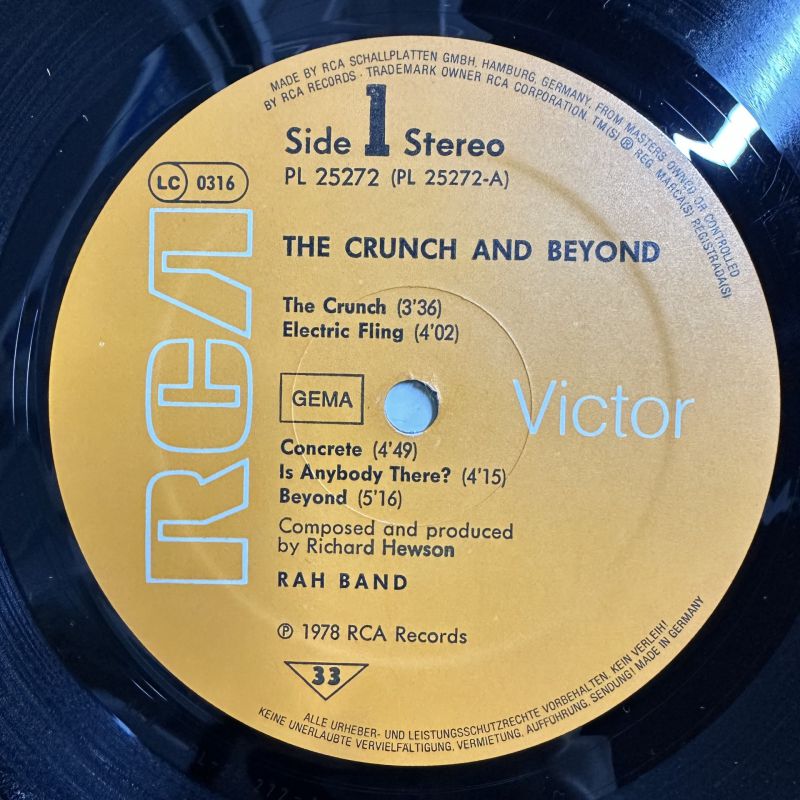 MADE BY RCA SCHALLPLATTEN GMBH, HAMBURG, GERMANY, FROM MASTERS OWNED OR CONTROLLED
BY RCA RECORDS · TRADEMARK OWNER RCA CORPORATION. TM(S) ® REG. MARCA(S) REGISTRADA(S)
Side 1 Stereo
PL 25272 (PL 25272-A)
LC 0316
RCA
THE CRUNCH AND BEYOND
The Crunch (3'36)
Electric Fling (4'02)
GEMA
Victor
Concrete (4'49)
Is Anybody There? (4'15)
Beyond (5'16)
Composed and produced
by Richard Hewson
RAH BAND
℗ 1978 RCA Records
33
ALLE URHEBER- UND LEISTUNGSSCHUTZRECHTE VORBEHALTEN. KEIN VERLEIH!
KEINE UNERLAUBTE VERVIELFÄLTIGUNG, VERMIETUNG, AUFFÜHRUNG, SENDUNG! MADE IN GERMANY